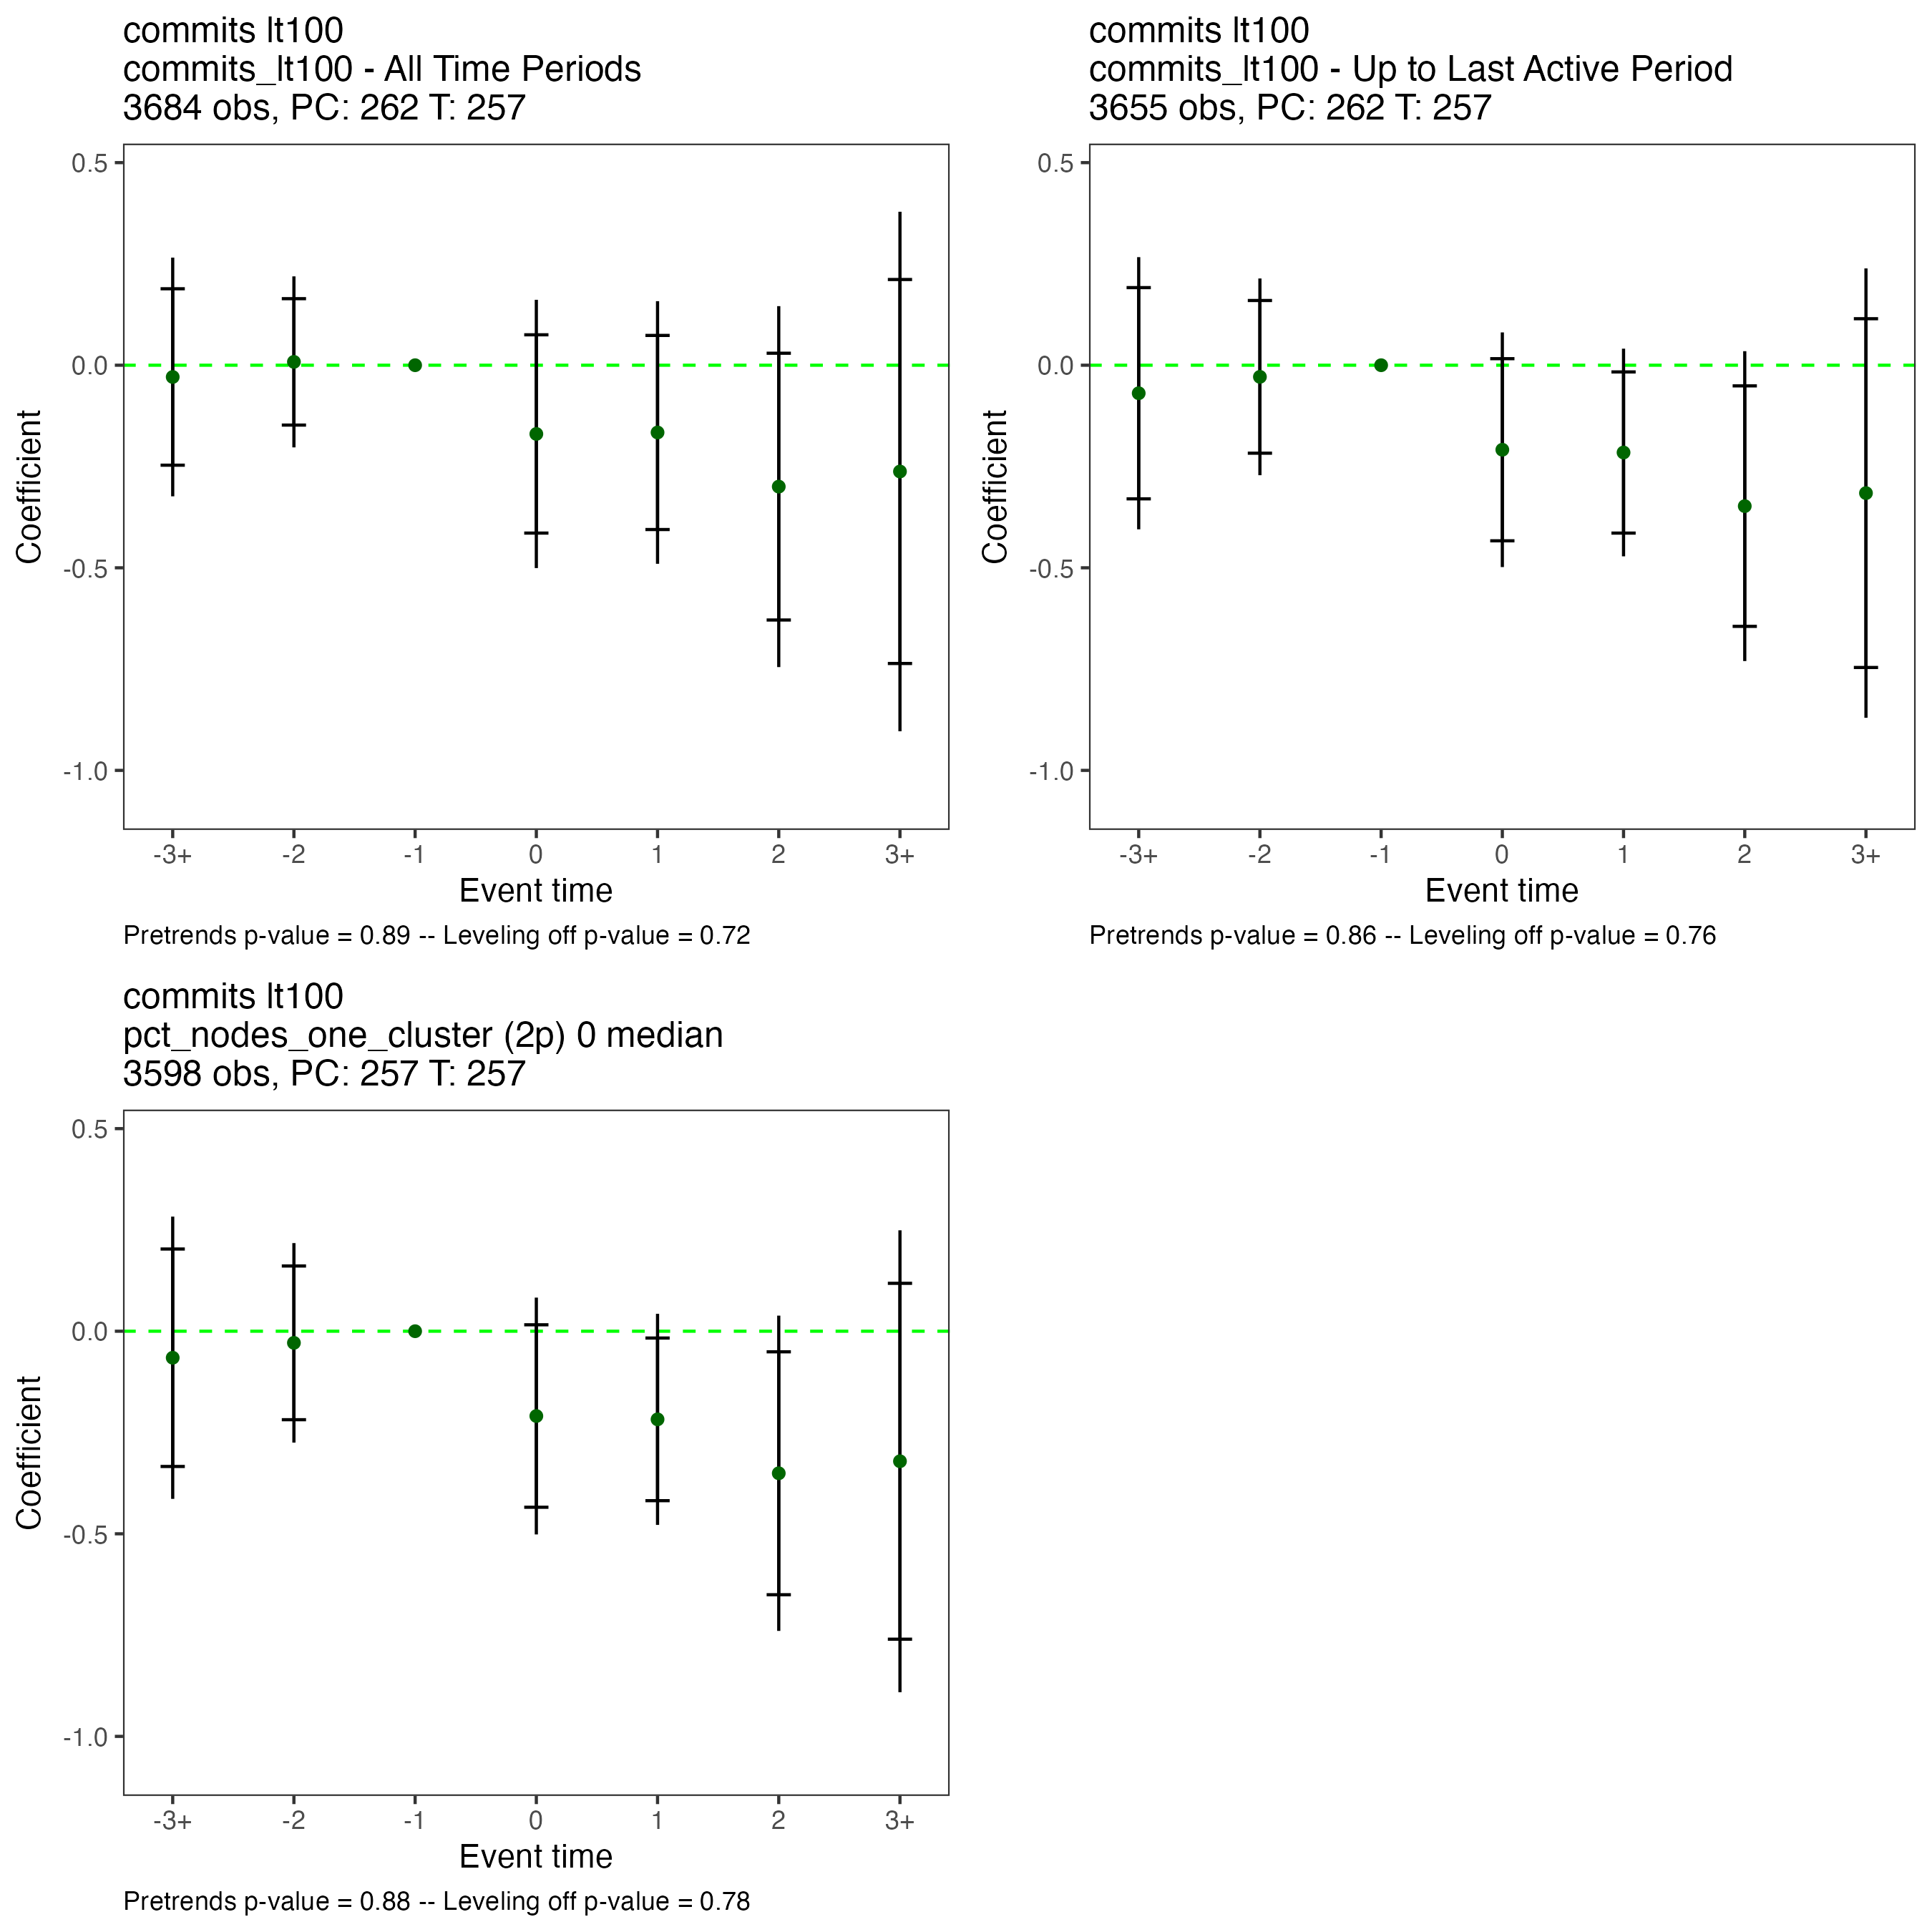 commits lt100
commits_lt100 - All Time Periods
3684 obs, PC: 262 T: 257
0.5
0.0
-0.5
-1.0
Coefficient
-3+ -2 -1 0 1 2 3+
Event time
Pretrends p-value = 0.89 -- Leveling off p-value = 0.72
commits lt100
commits_lt100 - Up to Last Active Period
3655 obs, PC: 262 T: 257
0.5
0.0
-0.5
-1.0
Coefficient
-3+ -2 -1 0 1 2 3+
Event time
Pretrends p-value = 0.86 -- Leveling off p-value = 0.76
commits lt100
pct_nodes_one_cluster (2p) 0 median
3598 obs, PC: 257 T: 257
0.5
0.0
-0.5
-1.0
Coefficient
-3+ -2 -1 0 1 2 3+
Event time
Pretrends p-value = 0.88 -- Leveling off p-value = 0.78